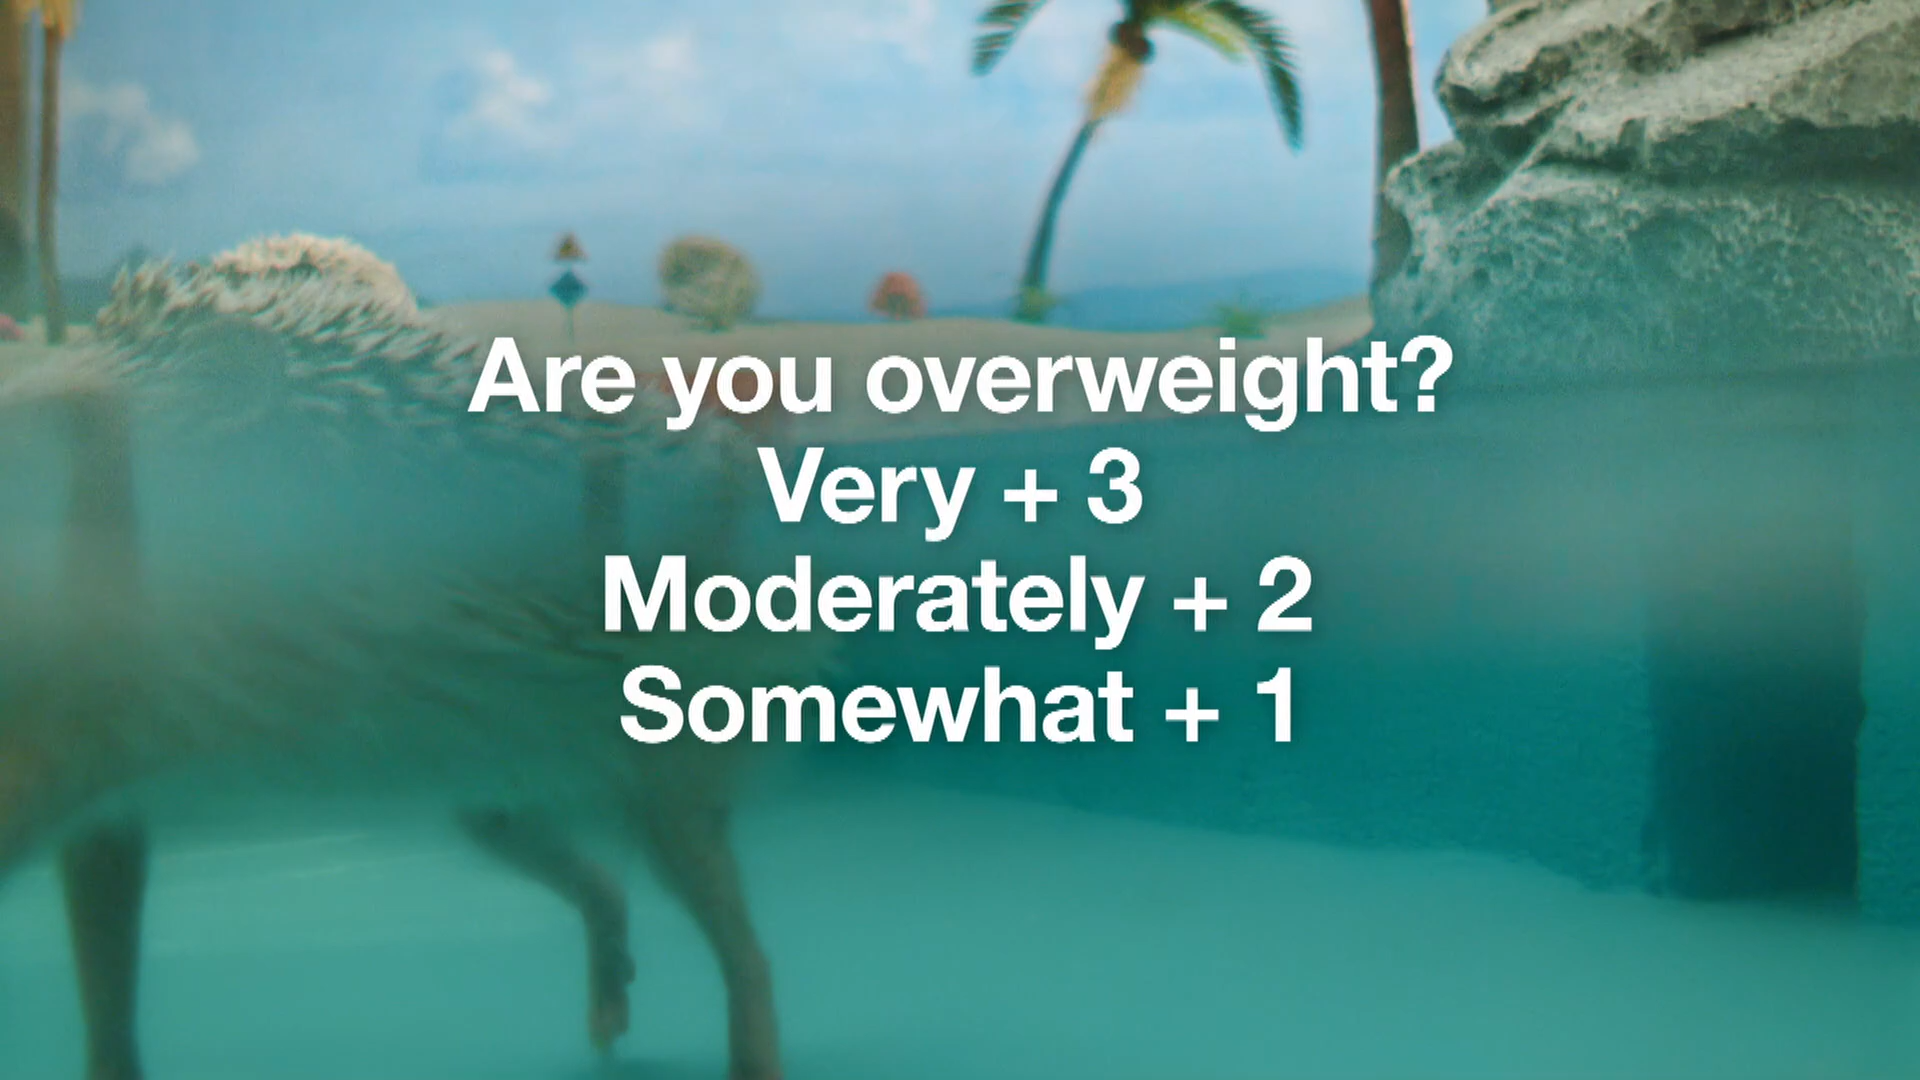 Are you overweight?
Very + 3
Moderately + 2
Somewhat + 1